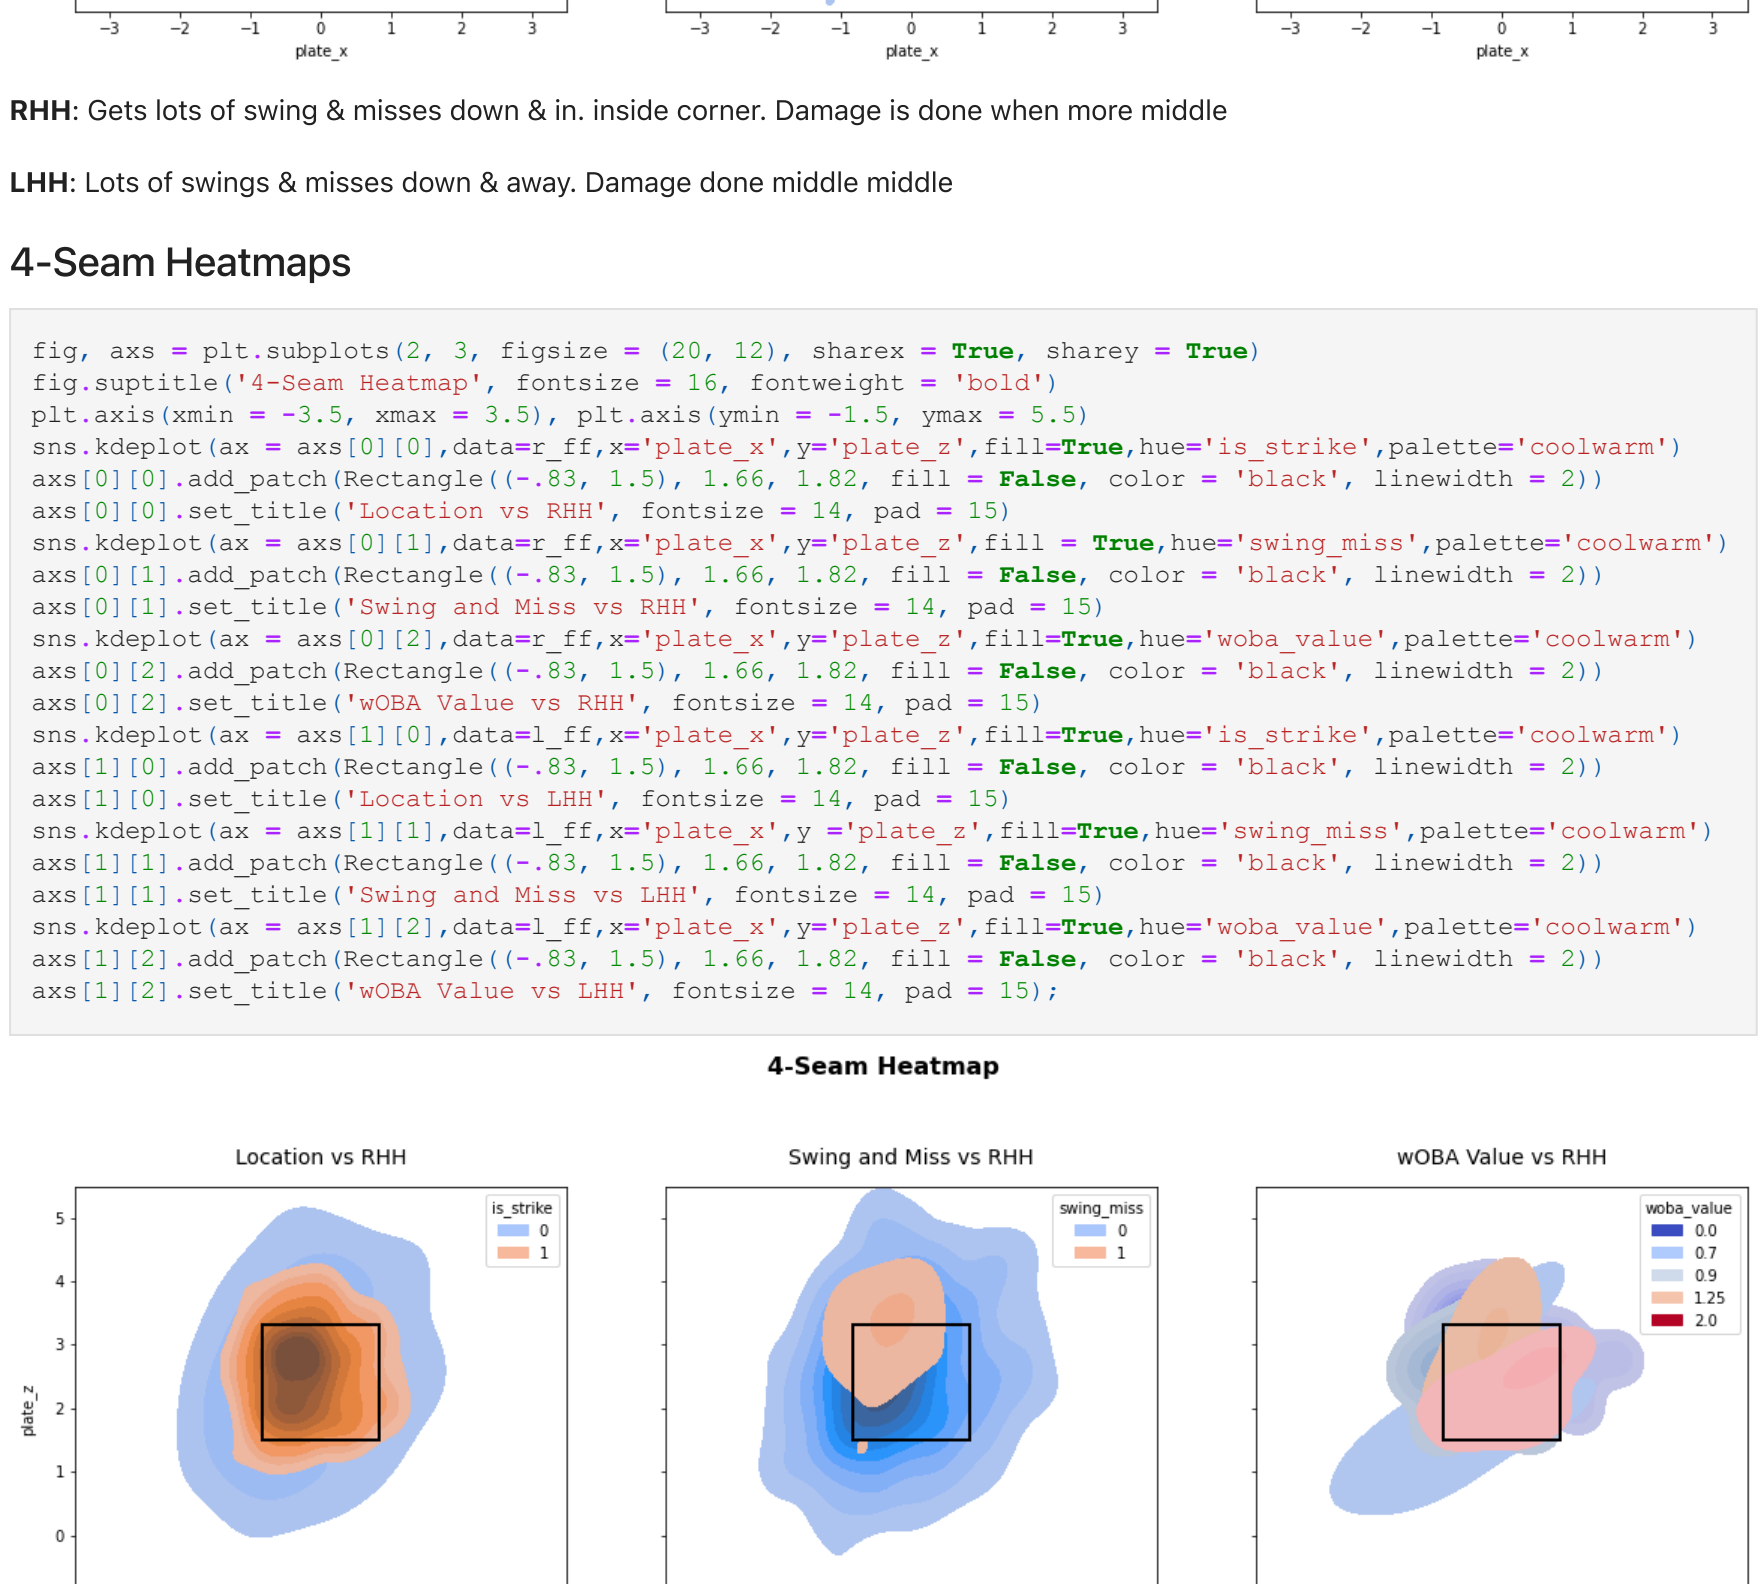 -3 -2 -1 0 1 2 3 -3 -2 -1 0 1 2 3 -3 -2 -1 0 1 2 3
plate_x plate_x plate_x
RHH: Gets lots of swing & misses down & in. inside corner. Damage is done when more middle
LHH: Lots of swings & misses down & away. Damage done middle middle
4-Seam Heatmaps
fig, axs = plt.subplots(2, 3, figsize = (20, 12), sharex = True, sharey = True)
fig.suptitle('4-Seam Heatmap', fontsize = 16, fontweight = 'bold')
plt.axis(xmin = -3.5, xmax = 3.5), plt.axis(ymin = -1.5, ymax = 5.5)
sns.kdeplot(ax = axs[0][0],data=r_ff,x='plate_x',y='plate_z',fill=True,hue='is_strike',palette='coolwarm')
axs[0][0].add_patch(Rectangle((-.83, 1.5), 1.66, 1.82, fill = False, color = 'black', linewidth = 2))
axs[0][0].set_title('Location vs RHH', fontsize = 14, pad = 15)
sns.kdeplot(ax = axs[0][1],data=r_ff,x='plate_x',y='plate_z',fill = True,hue='swing_miss',palette='coolwarm')
axs[0][1].add_patch(Rectangle((-.83, 1.5), 1.66, 1.82, fill = False, color = 'black', linewidth = 2))
axs[0][1].set_title('Swing and Miss vs RHH', fontsize = 14, pad = 15)
sns.kdeplot(ax = axs[0][2],data=r_ff,x='plate_x',y='plate_z',fill=True,hue='woba_value',palette='coolwarm')
axs[0][2].add_patch(Rectangle((-.83, 1.5), 1.66, 1.82, fill = False, color = 'black', linewidth = 2))
axs[0][2].set_title('wOBA Value vs RHH', fontsize = 14, pad = 15)
sns.kdeplot(ax = axs[1][0],data=l_ff,x='plate_x',y='plate_z',fill=True,hue='is_strike',palette='coolwarm')
axs[1][0].add_patch(Rectangle((-.83, 1.5), 1.66, 1.82, fill = False, color = 'black', linewidth = 2))
axs[1][0].set_title('Location vs LHH', fontsize = 14, pad = 15)
sns.kdeplot(ax = axs[1][1],data=l_ff,x='plate_x',y ='plate_z',fill=True,hue='swing_miss',palette='coolwarm')
axs[1][1].add_patch(Rectangle((-.83, 1.5), 1.66, 1.82, fill = False, color = 'black', linewidth = 2))
axs[1][1].set_title('Swing and Miss vs LHH', fontsize = 14, pad = 15)
sns.kdeplot(ax = axs[1][2],data=l_ff,x='plate_x',y='plate_z',fill=True,hue='woba_value',palette='coolwarm')
axs[1][2].add_patch(Rectangle((-.83, 1.5), 1.66, 1.82, fill = False, color = 'black', linewidth = 2))
axs[1][2].set_title('wOBA Value vs LHH', fontsize = 14, pad = 15);
4-Seam Heatmap
Location vs RHH
is_strike
0
1
5
4
3
2
1
0
plate_z
Swing and Miss vs RHH
swing_miss
0
1
wOBA Value vs RHH
woba_value
0.0
0.7
0.9
1.25
2.0